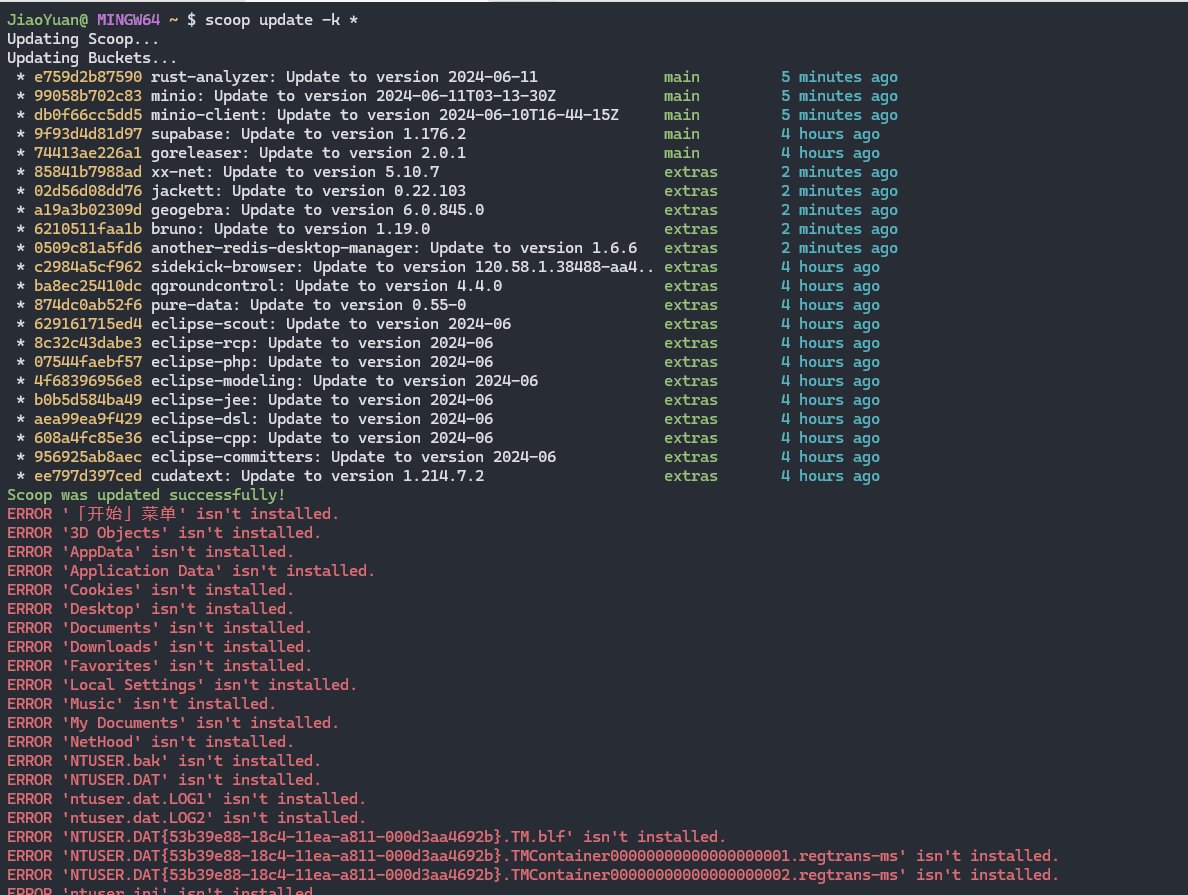 JiaoYuan@ MINGW64 ~ $ scoop update -k *
Updating Scoop...
Updating Buckets...
* e759d2b87590 rust-analyzer: Update to version 2024-06-11 main 5 minutes ago
* 99058b702c83 minio: Update to version 2024-06-11T03-13-30Z main 5 minutes ago
* db0f66cc5dd5 minio-client: Update to version 2024-06-10T16-44-15Z main 5 minutes ago
* 9f93d4d81d97 supabase: Update to version 1.176.2 main 4 hours ago
* 74413ae226a1 goreleaser: Update to version 2.0.1 main 4 hours ago
* 85841b7988ad xx-net: Update to version 5.10.7 extras 2 minutes ago
* 02d56d08dd76 jackett: Update to version 0.22.103 extras 2 minutes ago
* a19a3b02309d geogebra: Update to version 6.0.845.0 extras 2 minutes ago
* 6210511faa1b bruno: Update to version 1.19.0 extras 2 minutes ago
* 0509c81a5fd6 another-redis-desktop-manager: Update to version 1.6.6 extras 2 minutes ago
* c2984a5cf962 sidekick-browser: Update to version 120.58.1.38488-aa4.. extras 4 hours ago
* ba8ec25410dc qgroundcontrol: Update to version 4.4.0 extras 4 hours ago
* 874dc0ab52f6 pure-data: Update to version 0.55-0 extras 4 hours ago
* 629161715ed4 eclipse-scout: Update to version 2024-06 extras 4 hours ago
* 8c32c43dabe3 eclipse-rcp: Update to version 2024-06 extras 4 hours ago
* 07544faebf57 eclipse-php: Update to version 2024-06 extras 4 hours ago
* 4f68396956e8 eclipse-modeling: Update to version 2024-06 extras 4 hours ago
* b0b5d584ba49 eclipse-jee: Update to version 2024-06 extras 4 hours ago
* aea99ea9f429 eclipse-dsl: Update to version 2024-06 extras 4 hours ago
* 608a4fc85e36 eclipse-cpp: Update to version 2024-06 extras 4 hours ago
* 956925ab8aec eclipse-committers: Update to version 2024-06 extras 4 hours ago
* ee797d397ced cudatext: Update to version 1.214.7.2 extras 4 hours ago
Scoop was updated successfully!
ERROR '「开始」菜单' isn't installed.
ERROR '3D Objects' isn't installed.
ERROR 'AppData' isn't installed.
ERROR 'Application Data' isn't installed.
ERROR 'Cookies' isn't installed.
ERROR 'Desktop' isn't installed.
ERROR 'Documents' isn't installed.
ERROR 'Downloads' isn't installed.
ERROR 'Favorites' isn't installed.
ERROR 'Local Settings' isn't installed.
ERROR 'Music' isn't installed.
ERROR 'My Documents' isn't installed.
ERROR 'NetHood' isn't installed.
ERROR 'NTUSER.bak' isn't installed.
ERROR 'NTUSER.DAT' isn't installed.
ERROR 'ntuser.dat.LOG1' isn't installed.
ERROR 'ntuser.dat.LOG2' isn't installed.
ERROR 'NTUSER.DAT{53b39e88-18c4-11ea-a811-000d3aa4692b}.TM.blf' isn't installed.
ERROR 'NTUSER.DAT{53b39e88-18c4-11ea-a811-000d3aa4692b}.TMContainer00000000000000000001.regtrans-ms' isn't installed.
ERROR 'NTUSER.DAT{53b39e88-18c4-11ea-a811-000d3aa4692b}.TMContainer00000000000000000002.regtrans-ms' isn't installed.
ERROR 'ntuser.ini' isn't installed.